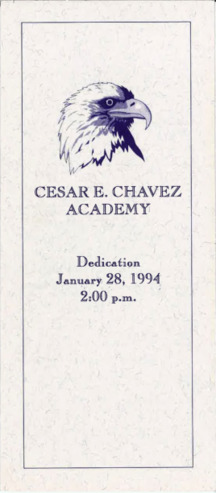 CESAR E. CHAVEZ
ACADEMY
Dedication
January 28, 1994
2:00 p.m.